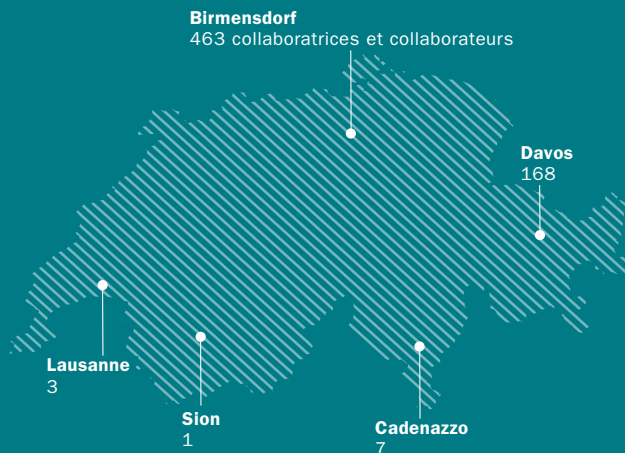 Birmensdorf
463 collaboratrices et collaborateurs
Davos
168
Lausanne
3
Sion
1
Cadenazzo
7